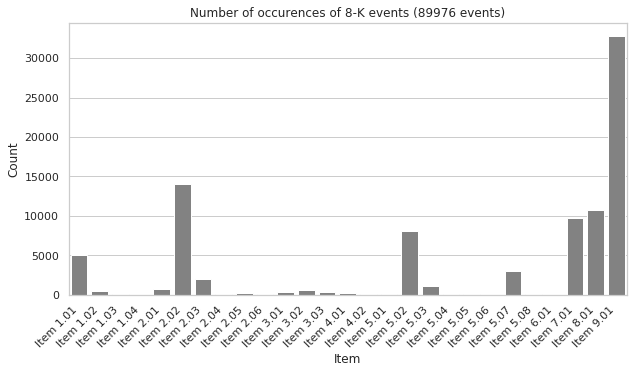 Number of occurences of 8-K events (89976 events)
Count
30000
25000
20000
15000
10000
5000
0
Item 1.01
Item 1.02
Item 1.03
Item 1.04
Item 2.01
Item 2.02
Item 2.03
Item 2.04
Item 2.05
Item 2.06
Item 3.01
Item 3.02
Item 3.03
Item 4.01
Item 4.02
Item 5.01
Item 5.02
Item 5.03
Item 5.04
Item 5.05
Item 5.06
Item 5.07
Item 5.08
Item 6.01
Item 7.01
Item 8.01
Item 9.01
Item